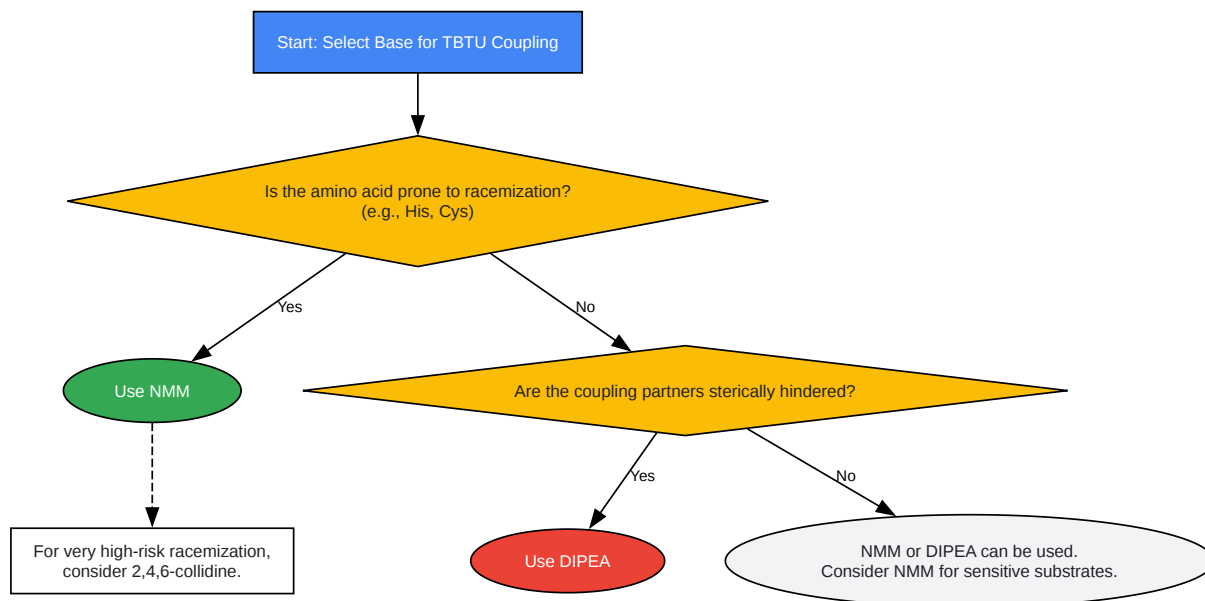 Start: Select Base for TBTU Coupling
Is the amino acid prone to racemization?
(e.g., His, Cys)
Yes
No
Use NMM
Are the coupling partners sterically hindered?
Yes
No
For very high-risk racemization,
consider 2,4,6-collidine.
Use DIPEA
NMM or DIPEA can be used.
Consider NMM for sensitive substrates.